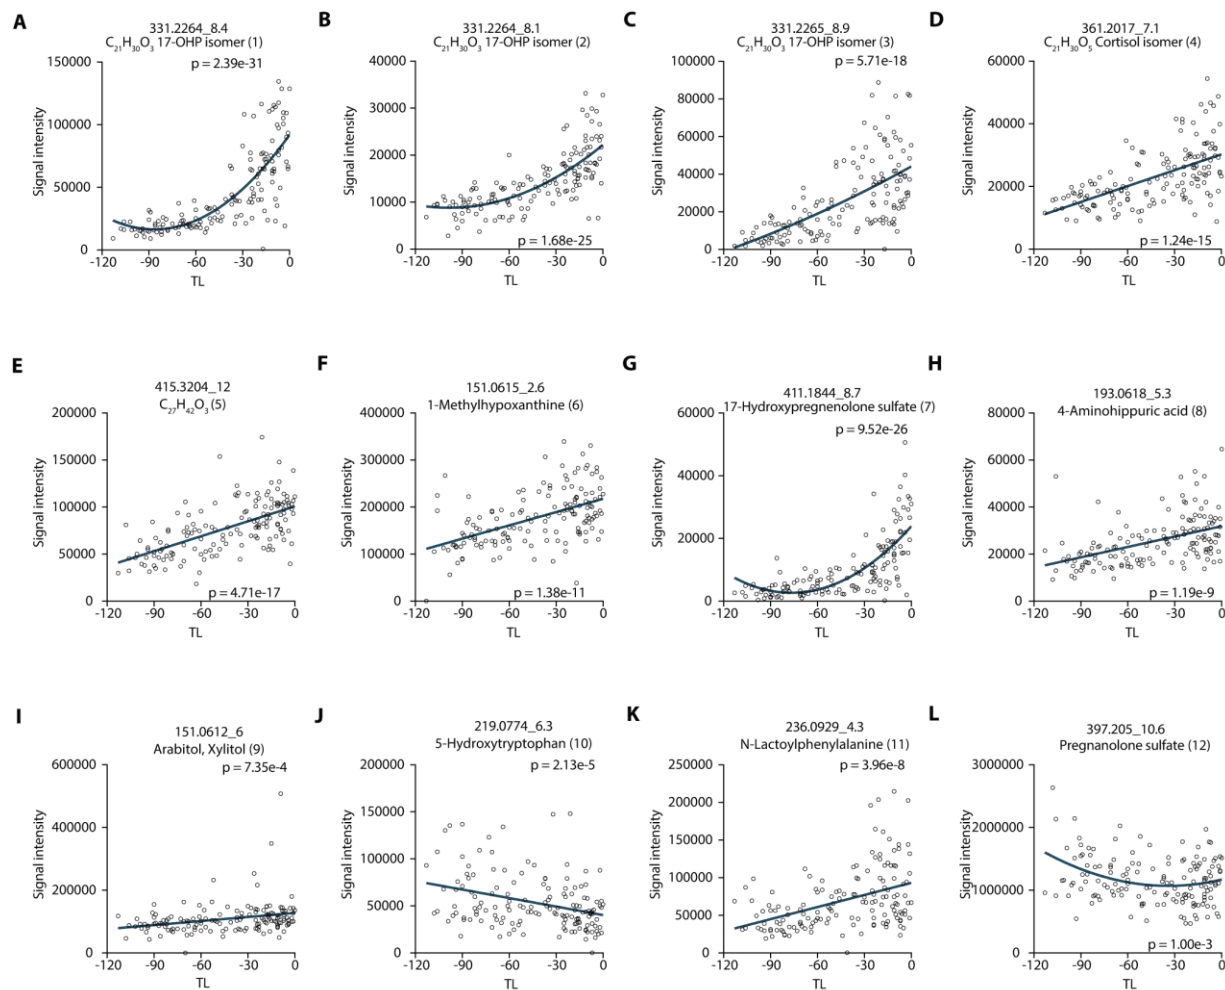 A
331.2264_8.4
C21H30O3 17-OHP isomer (1)
p = 2.39e-31
150000
100000
50000
0
Signal intensity
-120 -90 -60 -30 0
TL
B
331.2264_8.1
C21H30O3 17-OHP isomer (2)
40000
30000
20000
10000
0
Signal intensity
p = 1.68e-25
-120 -90 -60 -30 0
TL
C
331.2265_8.9
C21H30O3 17-OHP isomer (3)
p = 5.71e-18
100000
80000
60000
40000
20000
0
Signal intensity
-120 -90 -60 -30 0
TL
D
361.2017_7.1
C21H30O5 Cortisol isomer (4)
60000
40000
20000
0
Signal intensity
p = 1.24e-15
-120 -90 -60 -30 0
TL
E
415.3204_12
C27H42O3 (5)
200000
150000
100000
50000
0
Signal intensity
p = 4.71e-17
-120 -90 -60 -30 0
TL
F
151.0615_2.6
1-Methylhypoxanthine (6)
400000
300000
200000
100000
0
Signal intensity
p = 1.38e-11
-120 -90 -60 -30 0
TL
G
411.1844_8.7
17-Hydroxypregnenolone sulfate (7)
p = 9.52e-26
60000
40000
20000
0
Signal intensity
-120 -90 -60 -30 0
TL
H
193.0618_5.3
4-Aminohippuric acid (8)
80000
60000
40000
20000
0
Signal intensity
p = 1.19e-9
-120 -90 -60 -30 0
TL
I
151.0612_6
Arabitol, Xylitol (9)
p = 7.35e-4
600000
400000
200000
0
Signal intensity
-120 -90 -60 -30 0
TL
J
219.0774_6.3
5-Hydroxytryptophan (10)
p = 2.13e-5
200000
150000
100000
50000
0
Signal intensity
-120 -90 -60 -30 0
TL
K
236.0929_4.3
N-Lactoylphenylalanine (11)
p = 3.96e-8
250000
200000
150000
100000
50000
0
Signal intensity
-120 -90 -60 -30 0
TL
L
397.205_10.6
Pregnanolone sulfate (12)
3000000
2000000
1000000
0
Signal intensity
p = 1.00e-3
-120 -90 -60 -30 0
TL